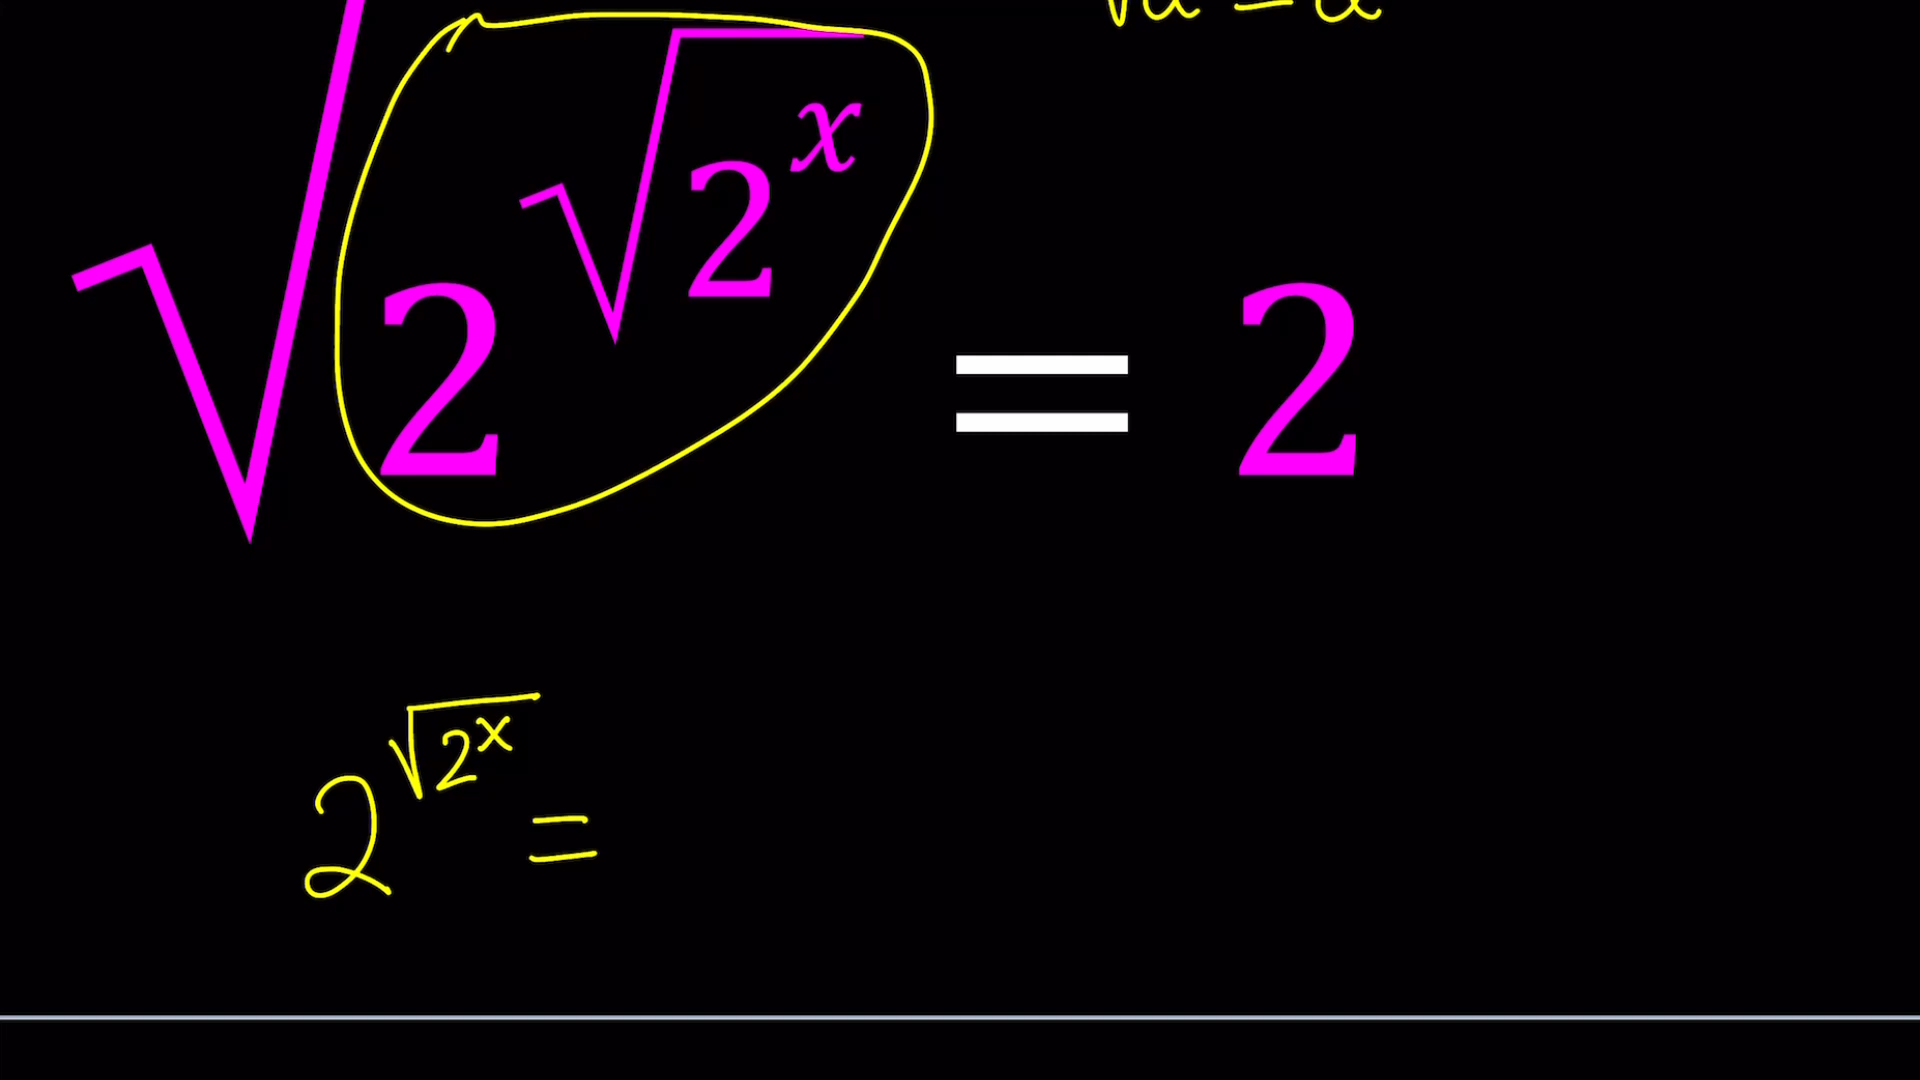 √a = a
√2^√2^x = 2
2^√2^x =